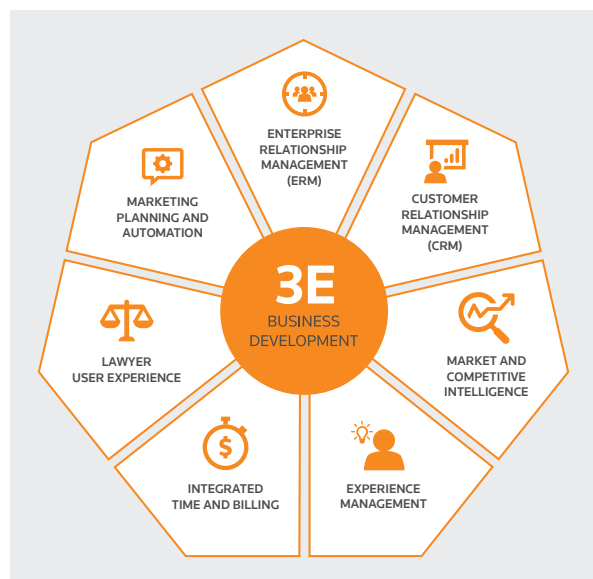 ENTERPRISE
RELATIONSHIP
MANAGEMENT
(ERM)
CUSTOMER
RELATIONSHIP
MANAGEMENT
(CRM)
MARKET AND
COMPETITIVE
INTELLIGENCE
EXPERIENCE
MANAGEMENT
INTEGRATED
TIME AND BILLING
$
LAWYER
USER EXPERIENCE
MARKETING
PLANNING AND
AUTOMATION
3E
BUSINESS
DEVELOPMENT